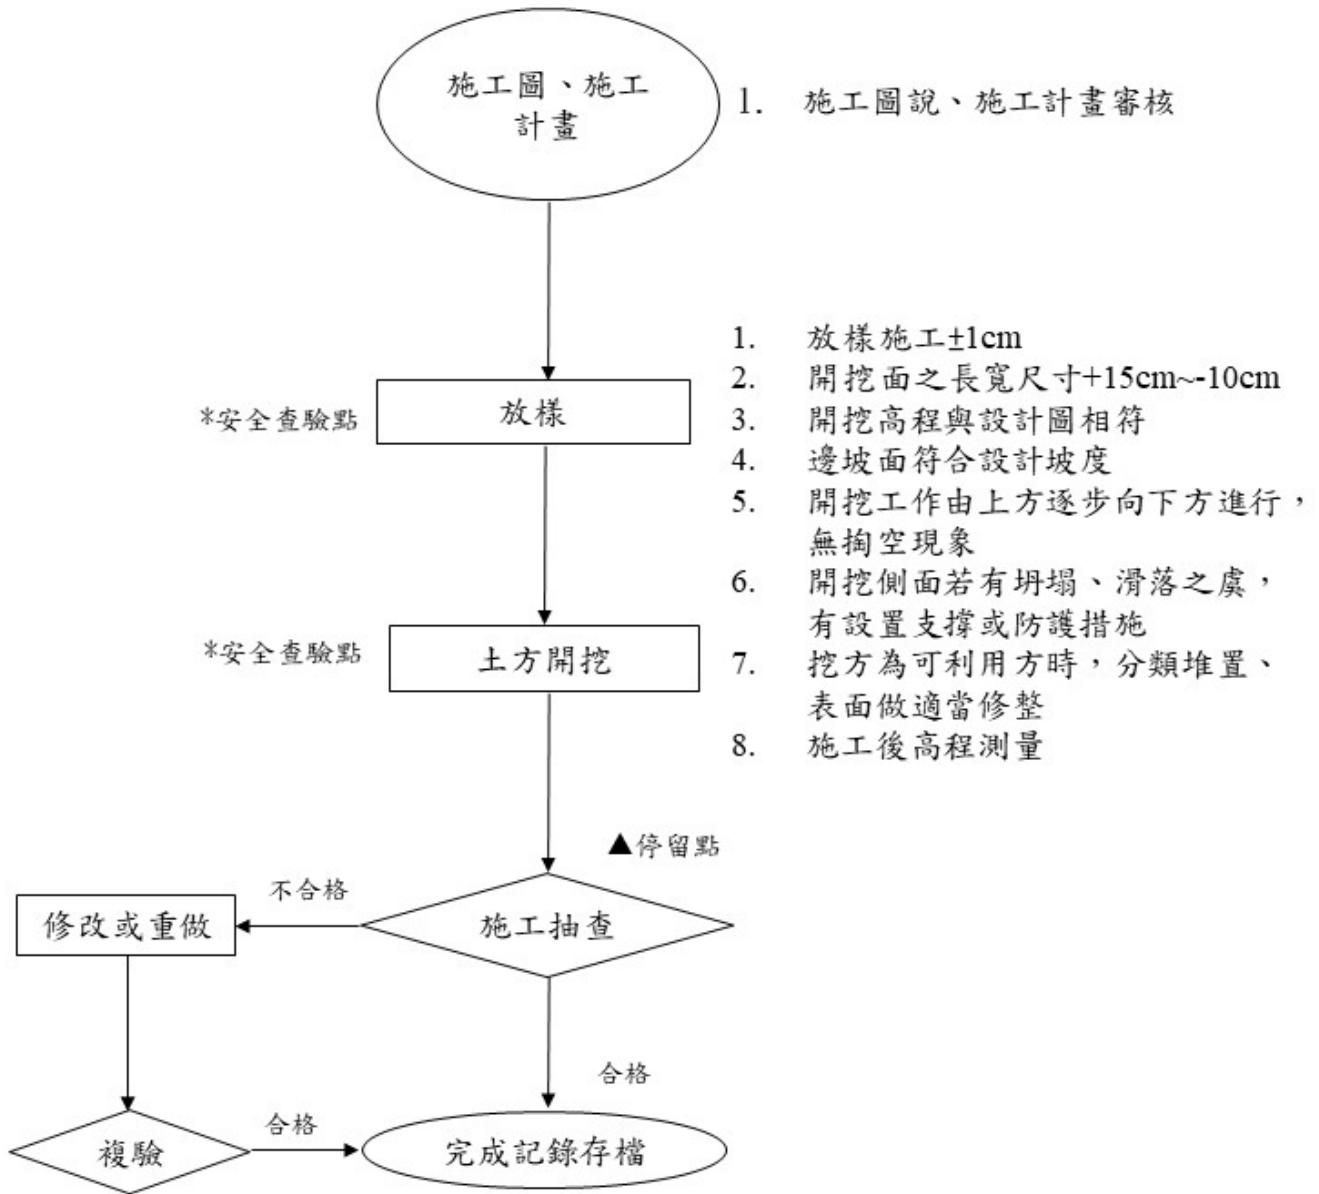 施工圖、施工
計畫
1. 施工圖說、施工計畫審核
*安全查驗點
放樣
1. 放樣施工±1cm
2. 開挖面之長寬尺寸+15cm~-10cm
3. 開挖高程與設計圖相符
4. 邊坡面符合設計坡度
5. 開挖工作由上方逐步向下方進行，
無掏空現象
6. 開挖側面若有坍塌、滑落之虞，
有設置支撐或防護措施
7. 挖方為可利用方時，分類堆置、
表面做適當修整
8. 施工後高程測量
*安全查驗點
土方開挖
▲停留點
不合格
修改或重做
施工抽查
合格
複驗
合格
完成記錄存檔